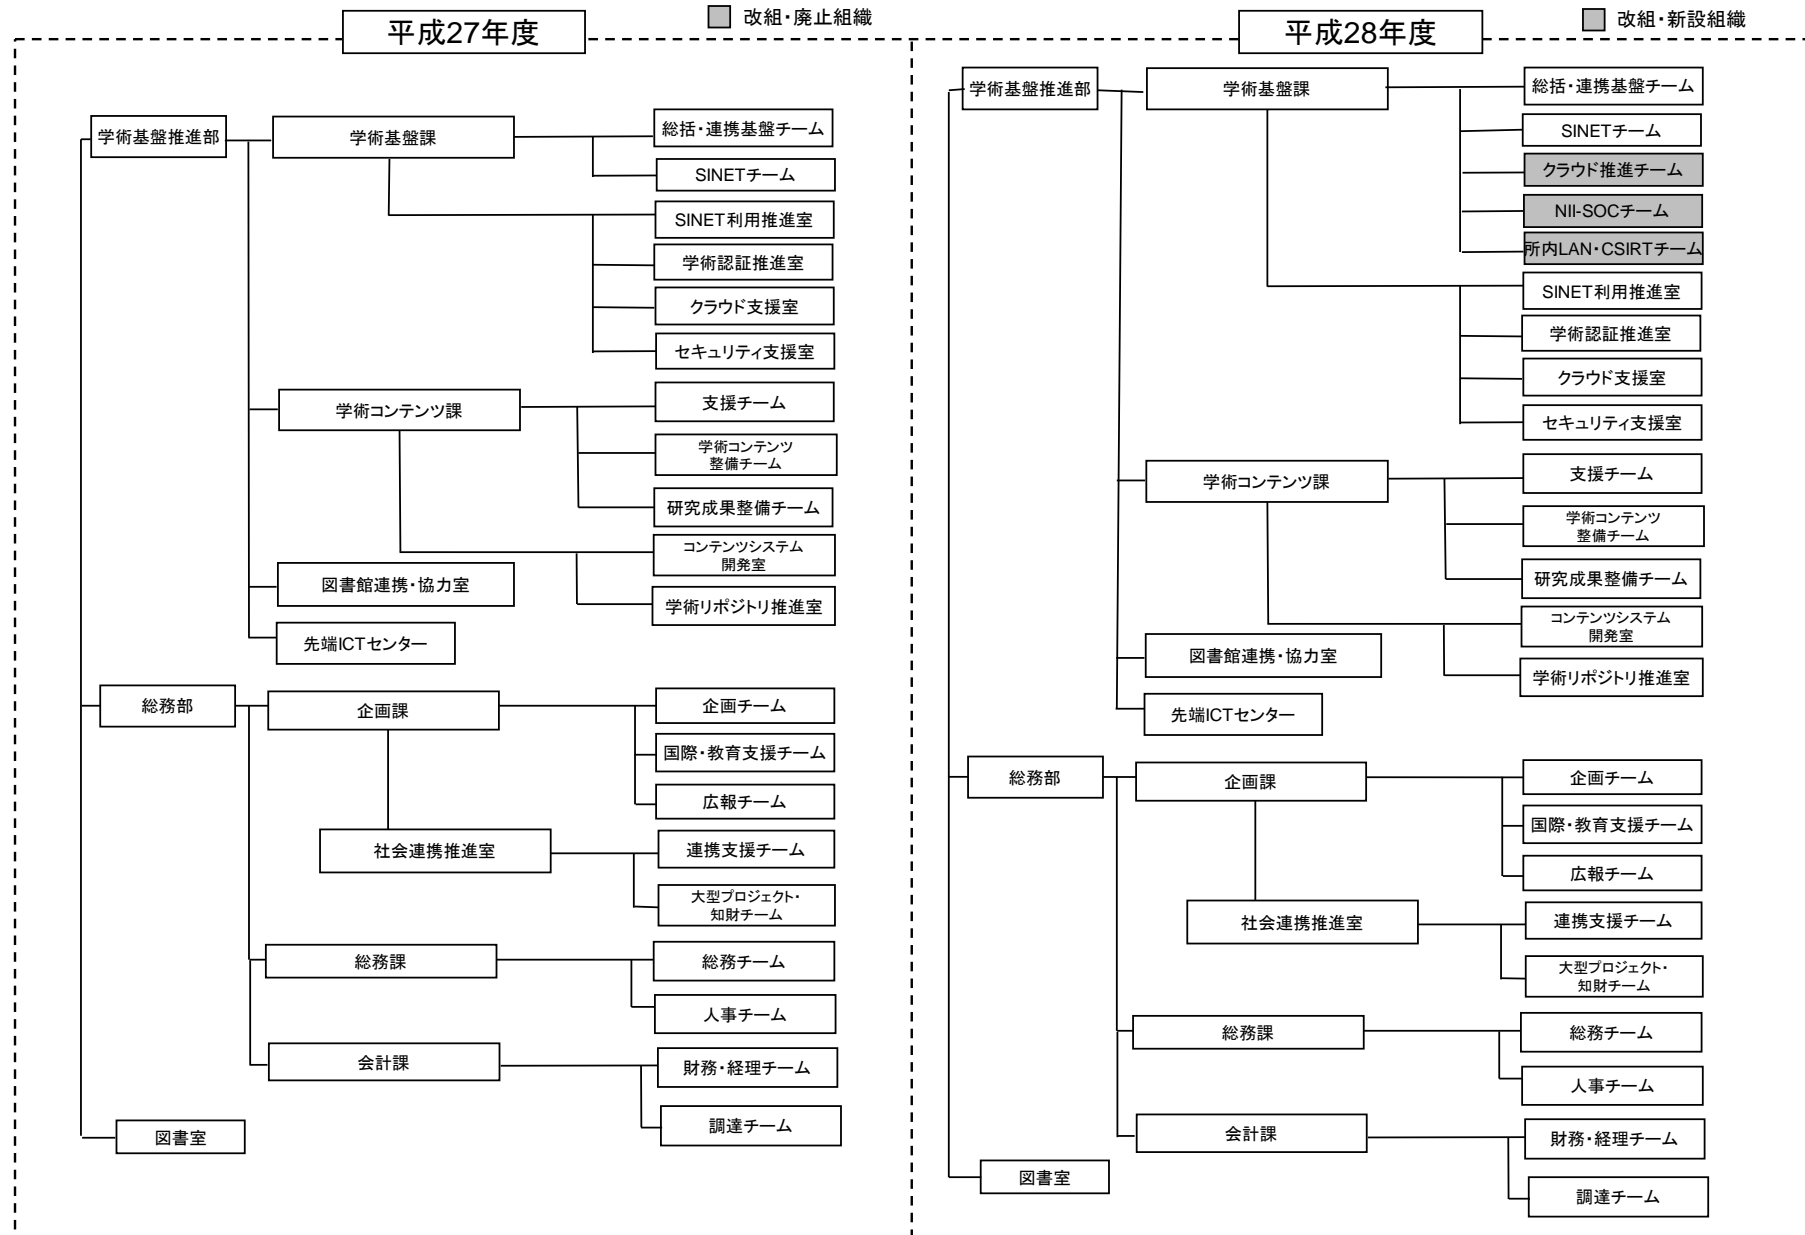 平成27年度
改組・廃止組織
学術基盤推進部
学術基盤課
総括・連携基盤チーム
SINETチーム
SINET利用推進室
学術認証推進室
クラウド支援室
セキュリティ支援室
学術コンテンツ課
支援チーム
学術コンテンツ
整備チーム
研究成果整備チーム
コンテンツシステム
開発室
学術リポジトリ推進室
図書館連携・協力室
先端ICTセンター
総務部
企画課
企画チーム
国際・教育支援チーム
広報チーム
社会連携推進室
連携支援チーム
大型プロジェクト・
知財チーム
総務課
総務チーム
人事チーム
会計課
財務・経理チーム
調達チーム
図書室
平成28年度
改組・新設組織
学術基盤推進部
学術基盤課
総括・連携基盤チーム
SINETチーム
クラウド推進チーム
NII-SOCチーム
所内LAN・CSIRTチーム
SINET利用推進室
学術認証推進室
クラウド支援室
セキュリティ支援室
学術コンテンツ課
支援チーム
学術コンテンツ
整備チーム
研究成果整備チーム
コンテンツシステム
開発室
学術リポジトリ推進室
図書館連携・協力室
先端ICTセンター
総務部
企画課
企画チーム
国際・教育支援チーム
広報チーム
社会連携推進室
連携支援チーム
大型プロジェクト・
知財チーム
総務課
総務チーム
人事チーム
会計課
財務・経理チーム
調達チーム
図書室